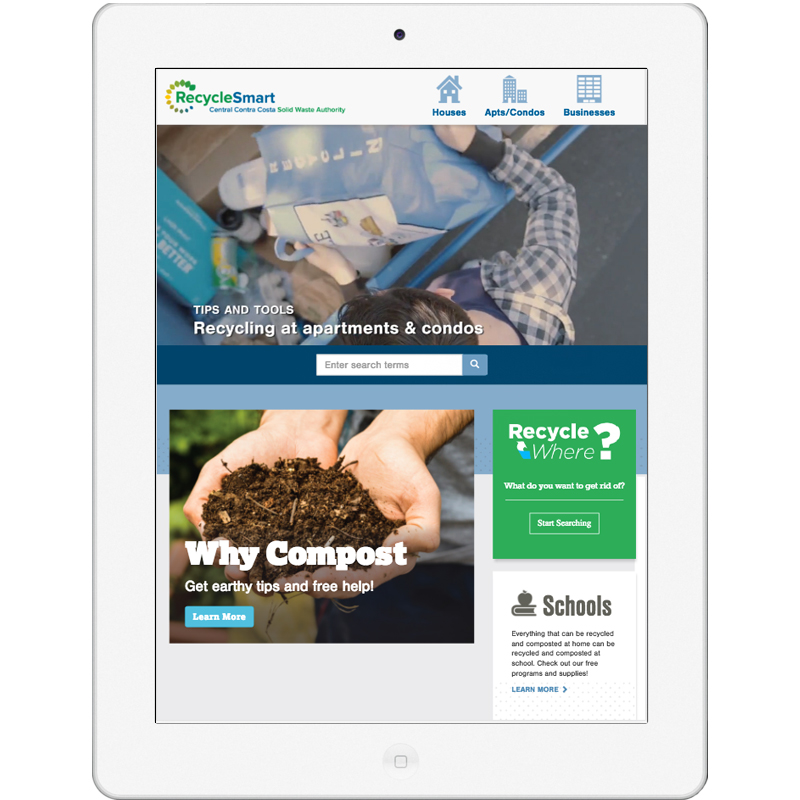 RecycleSmart
Central Contra Costa Solid Waste Authority
Houses
Apts/Condos
Businesses
RECYCLIN
BETTER
TIPS AND TOOLS
Recycling at apartments & condos
Enter search terms
Why Compost
Get earthy tips and free help!
Learn More
Recycle
Where?
What do you want to get rid of?
Start Searching
Schools
Everything that can be recycled
and composted at home can be
recycled and composted at
school. Check out our free
programs and supplies!
LEARN MORE